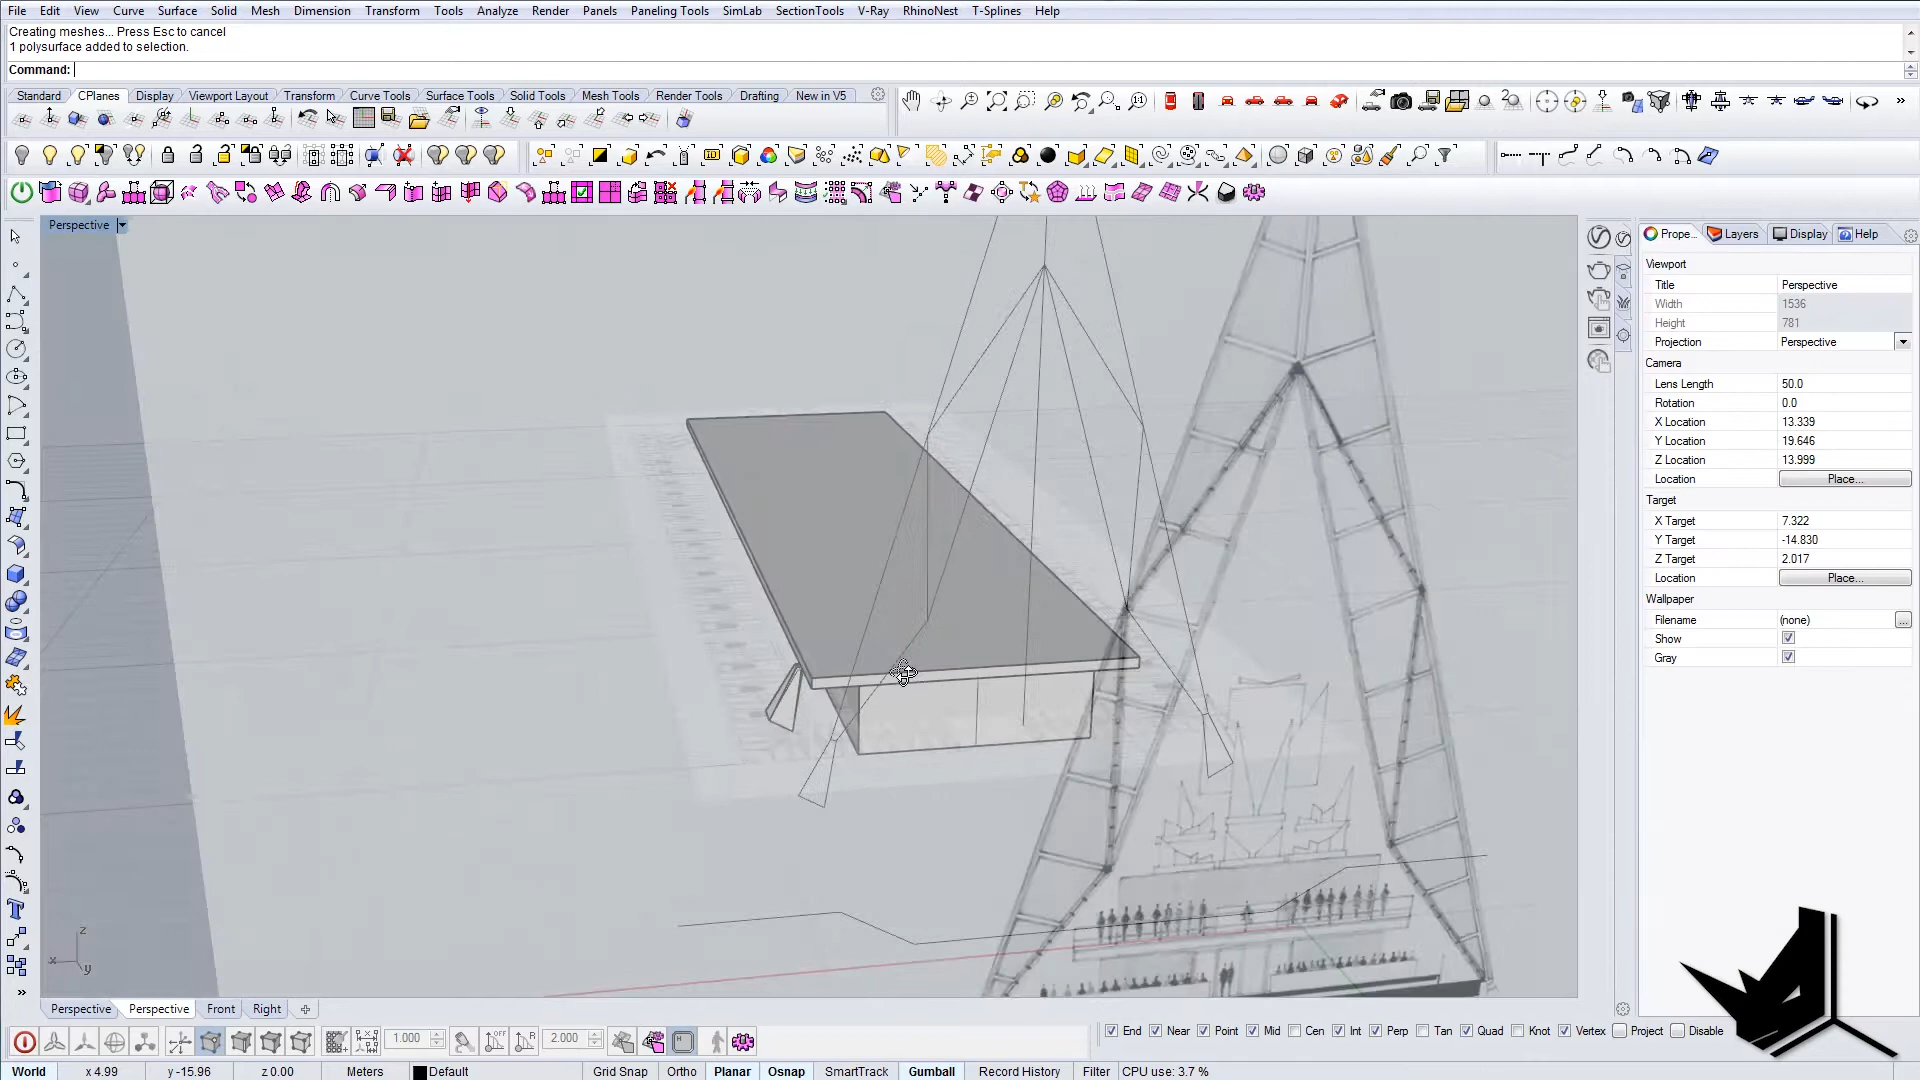 File Edit View Curve Surface Solid Mesh Dimension Transform Tools Analyze Render Panels Paneling Tools SimLab SectionTools V-Ray RhinoNest T-Splines Help
Creating meshes... Press Esc to cancel
1 polysurface added to selection.
Command:
Standard CPlanes Display Viewport Layout Transform Curve Tools Surface Tools Solid Tools Mesh Tools Render Tools Drafting New in V5
Perspective
Prope... Layers Display Help
Viewport
Title Perspective
Width 1536
Height 781
Projection Perspective
Camera
Lens Length 50.0
Rotation 0.0
X Location 13.339
Y Location 19.646
Z Location 13.999
Location Place...
Target
X Target 7.322
Y Target -14.830
Z Target 2.017
Location Place...
Wallpaper
Filename (none) ...
Show
Gray
z
x
y
Perspective Perspective Front Right
1.000 2.000
End Near Point Mid Cen Int Perp Tan Quad Knot Vertex Project Disable
World x 4.99 y -15.96 z 0.00 Meters Default Grid Snap Ortho Planar Osnap SmartTrack Gumball Record History Filter CPU use: 3.7 %